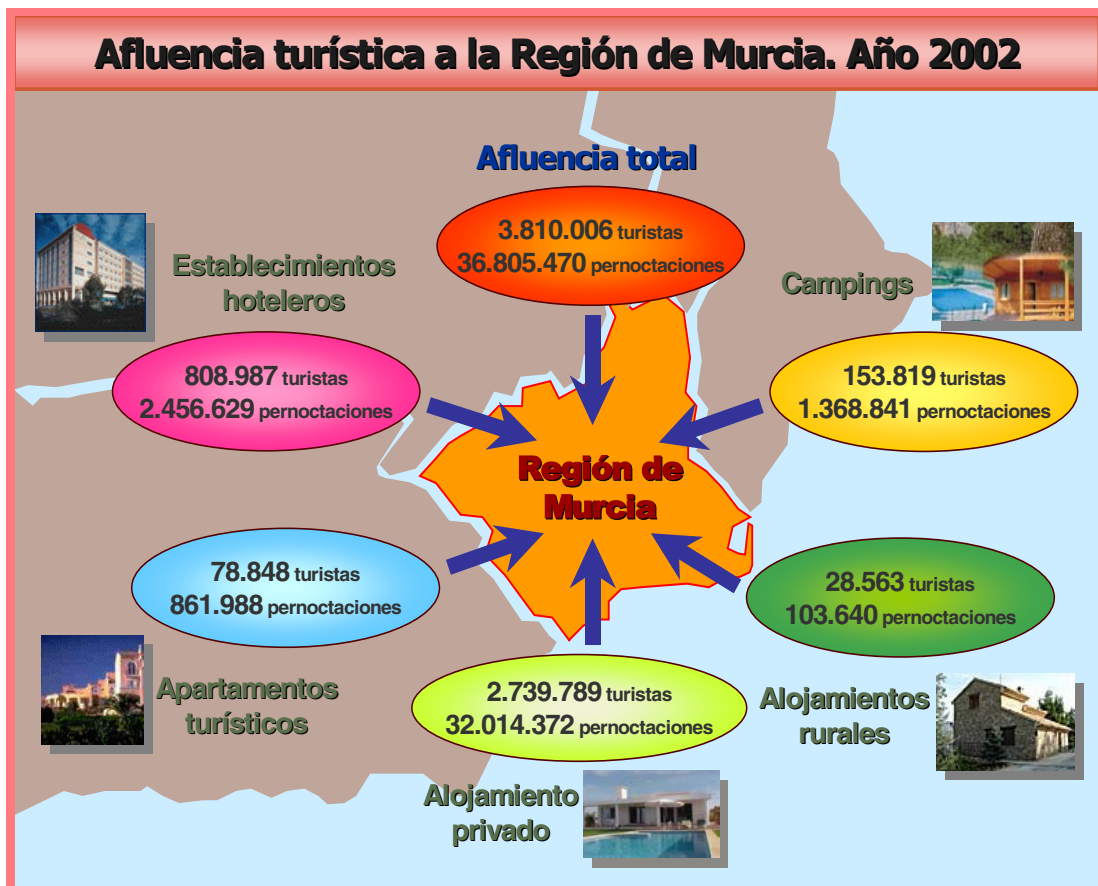 Afluencia turística a la Región de Murcia. Año 2002
Afluencia total
3.810.006 turistas
36.805.470 pernoctaciones
Establecimientos
hoteleros
808.987 turistas
2.456.629 pernoctaciones
Campings
153.819 turistas
1.368.841 pernoctaciones
Región de
Murcia
78.848 turistas
861.988 pernoctaciones
Apartamentos
turísticos
28.563 turistas
103.640 pernoctaciones
Alojamientos
rurales
2.739.789 turistas
32.014.372 pernoctaciones
Alojamiento
privado